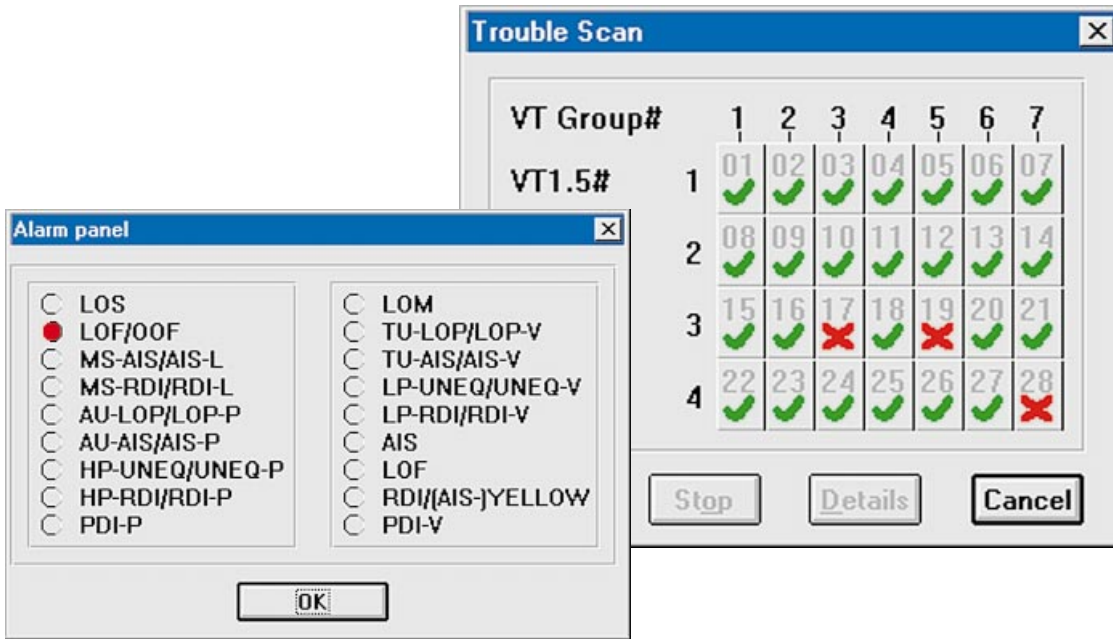 Trouble Scan
VT Group# 1 2 3 4 5 6 7
VT1.5# 1 01 02 03 04 05 06 07
2 08 09 10 11 12 13 14
3 15 16 17 18 19 20 21
4 22 23 24 25 26 27 28
Stop Details Cancel
Alarm panel
LOS
LOF/OOF
MS-AIS/AIS-L
MS-RDI/RDI-L
AU-LOP/LOP-P
AU-AIS/AIS-P
HP-UNEQ/UNEQ-P
HP-RDI/RDI-P
PDI-P
LOM
TU-LOP/LOP-V
TU-AIS/AIS-V
LP-UNEQ/UNEQ-V
LP-RDI/RDI-V
AIS
LOF
RDI/(AIS-)YELLOW
PDI-V
OK